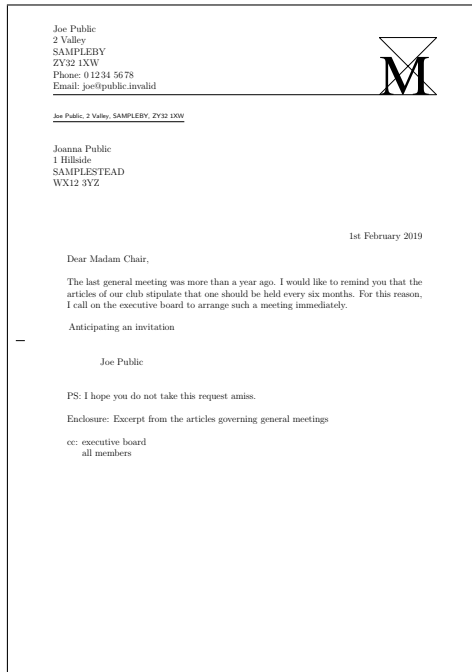 Joe Public
2 Valley
SAMPLEBY
ZY32 1XW
Phone: 0 12 34 56 78
Email: joe@public.invalid
M
Joe Public, 2 Valley, SAMPLEBY, ZY32 1XW
Joanna Public
1 Hillside
SAMPLESTEAD
WX12 3YZ
1st February 2019
Dear Madam Chair,
The last general meeting was more than a year ago. I would like to remind you that the
articles of our club stipulate that one should be held every six months. For this reason,
I call on the executive board to arrange such a meeting immediately.
Anticipating an invitation
Joe Public
PS: I hope you do not take this request amiss.
Enclosure: Excerpt from the articles governing general meetings
cc: executive board
all members